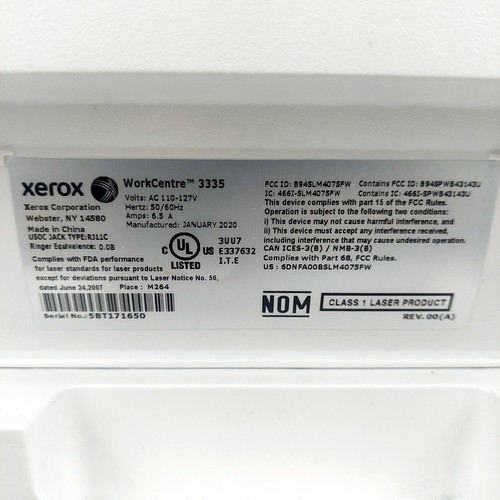 xerox WorkCentre™ 3335
Xerox Corporation
Webster, NY 14580
Made in China
USOC JACK TYPE:RJ11C
Ringer Equivalence: 0.0B
Volts: AC 110-127V
Hertz: 50/60Hz
Amps: 6.5 A
Manufactured: JANUARY 2020
C UL US LISTED
3UU7
E337632
I.T.E
Complies with FDA performance
for standards for laser products
except for deviations pursuant to Laser Notice No. 50,
dated June 24,2007 Place : M264
Serial No.:5BT171650
FCC ID: B94SLM4075FW Contains FCC ID: B94SPWB43143U
IC: 466I-SLM4075FW Contains IC: 466I-SPWB43143U
This device complies with part 15 of the FCC Rules.
Operation is subject to the following two conditions:
i) This device may not cause harmful interference, and
ii) This device must accept any interference received,
including interference that may cause undesired operation.
CAN ICES-3(B) / NMB-3(B)
Complies with Part 68, FCC Rules.
US : 6DNFA00BSLM4075FW
NOM
CLASS 1 LASER PRODUCT
REV.00(A)